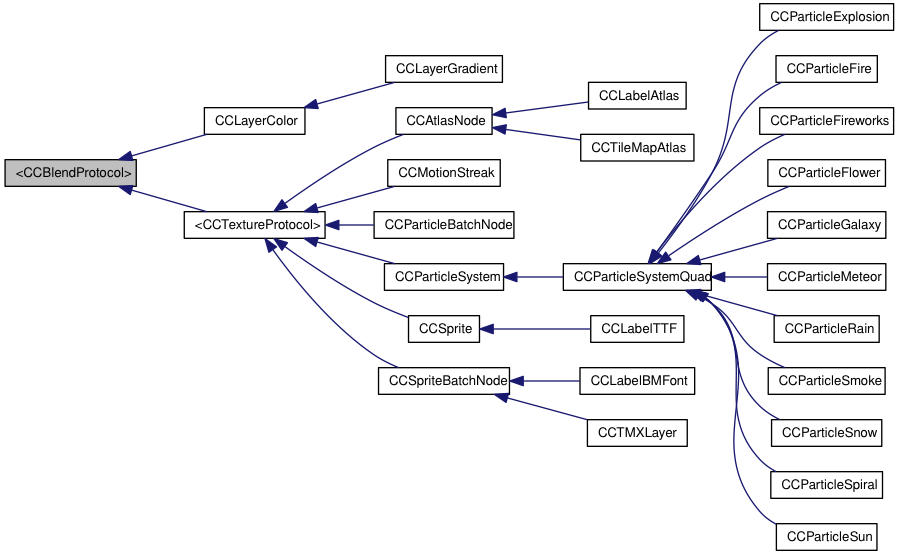 <CCBlendProtocol>
CCLayerColor
CCLayerGradient
<CCTextureProtocol>
CCAtlasNode
CCLabelAtlas
CCTileMapAtlas
CCMotionStreak
CCParticleBatchNode
CCParticleSystem
CCParticleSystemQuad
CCParticleExplosion
CCParticleFire
CCParticleFireworks
CCParticleFlower
CCParticleGalaxy
CCParticleMeteor
CCParticleRain
CCParticleSmoke
CCParticleSnow
CCParticleSpiral
CCParticleSun
CCSprite
CCLabelTTF
CCSpriteBatchNode
CCLabelBMFont
CCTMXLayer